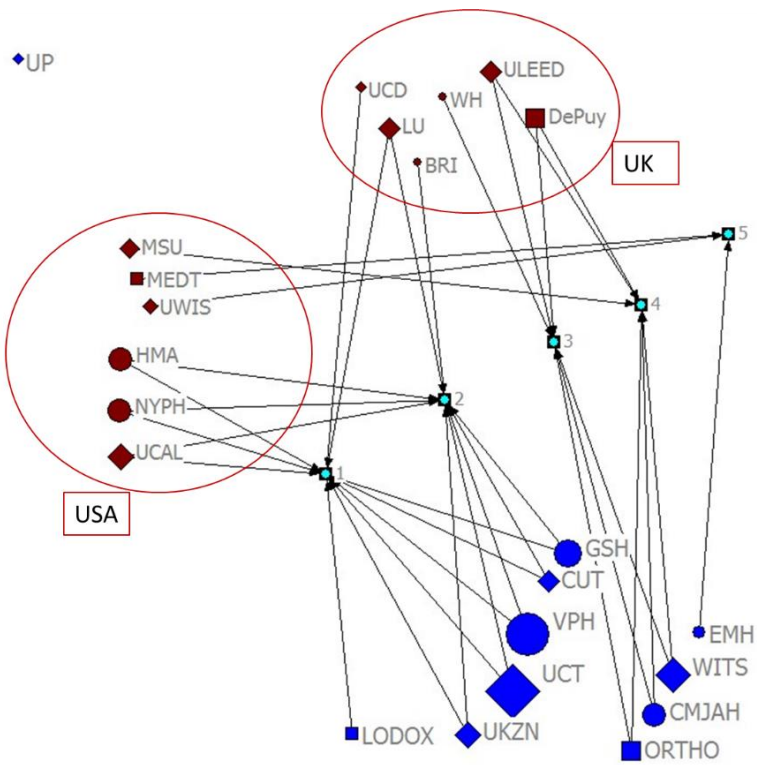 UP
ULEED
UCD
WH
DePuy
LU
BRI
UK
5
MSU
MEDT
UWIS
4
3
HMA
2
NYPH
UCAL
1
USA
GSH
CUT
VPH
EMH
WITS
UCT
CMJAH
LODOX
UKZN
ORTHO